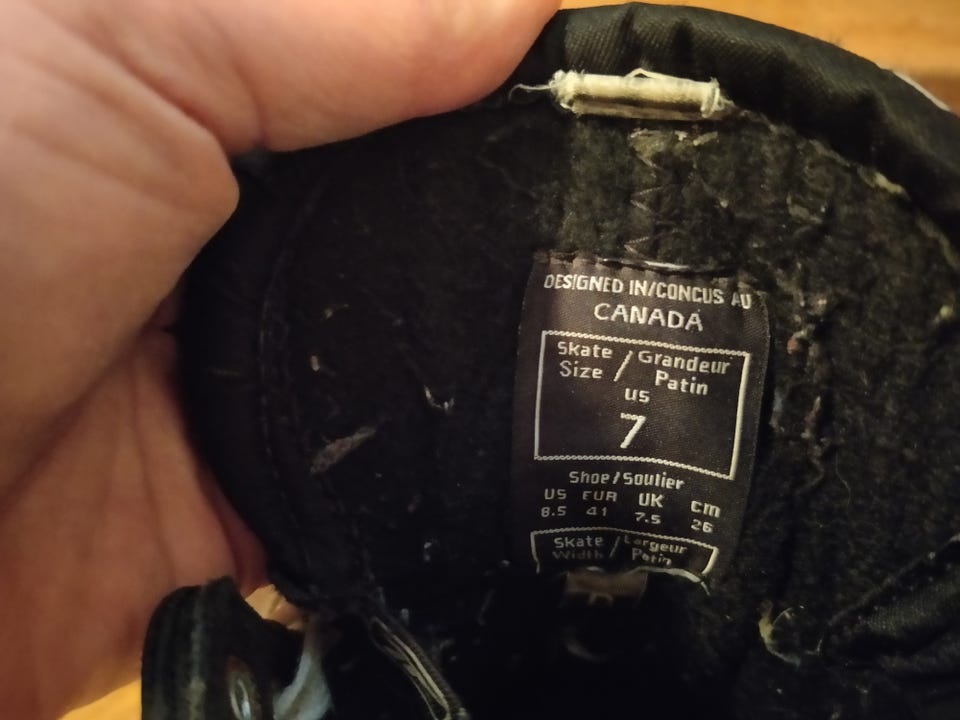 DESIGNED IN/CONCUS AU
CANADA
Skate / Grandeur
Size Patin
US
7
Shoe/Soulier
US EUR UK cm
8.5 41 7.5 26
Skate / Largeur
Width Patin